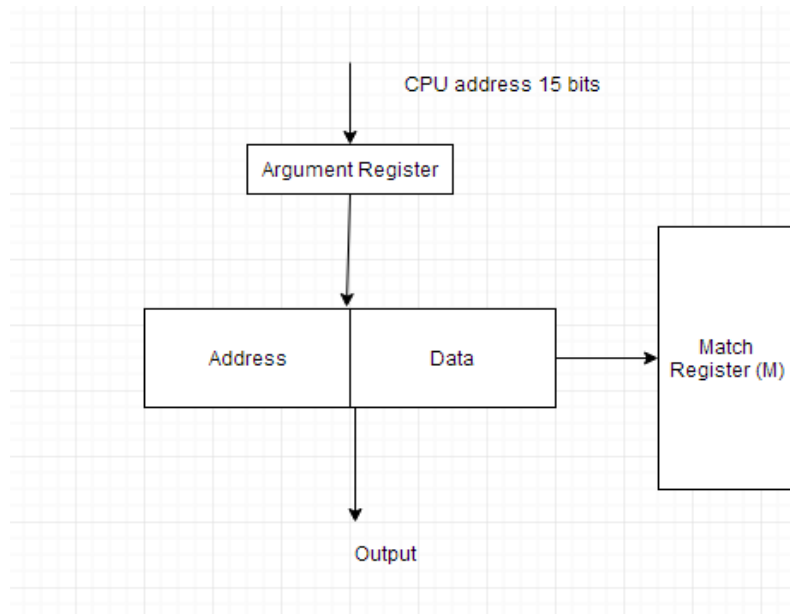 CPU address 15 bits
Argument Register
Address
Data
Match
Register (M)
Output